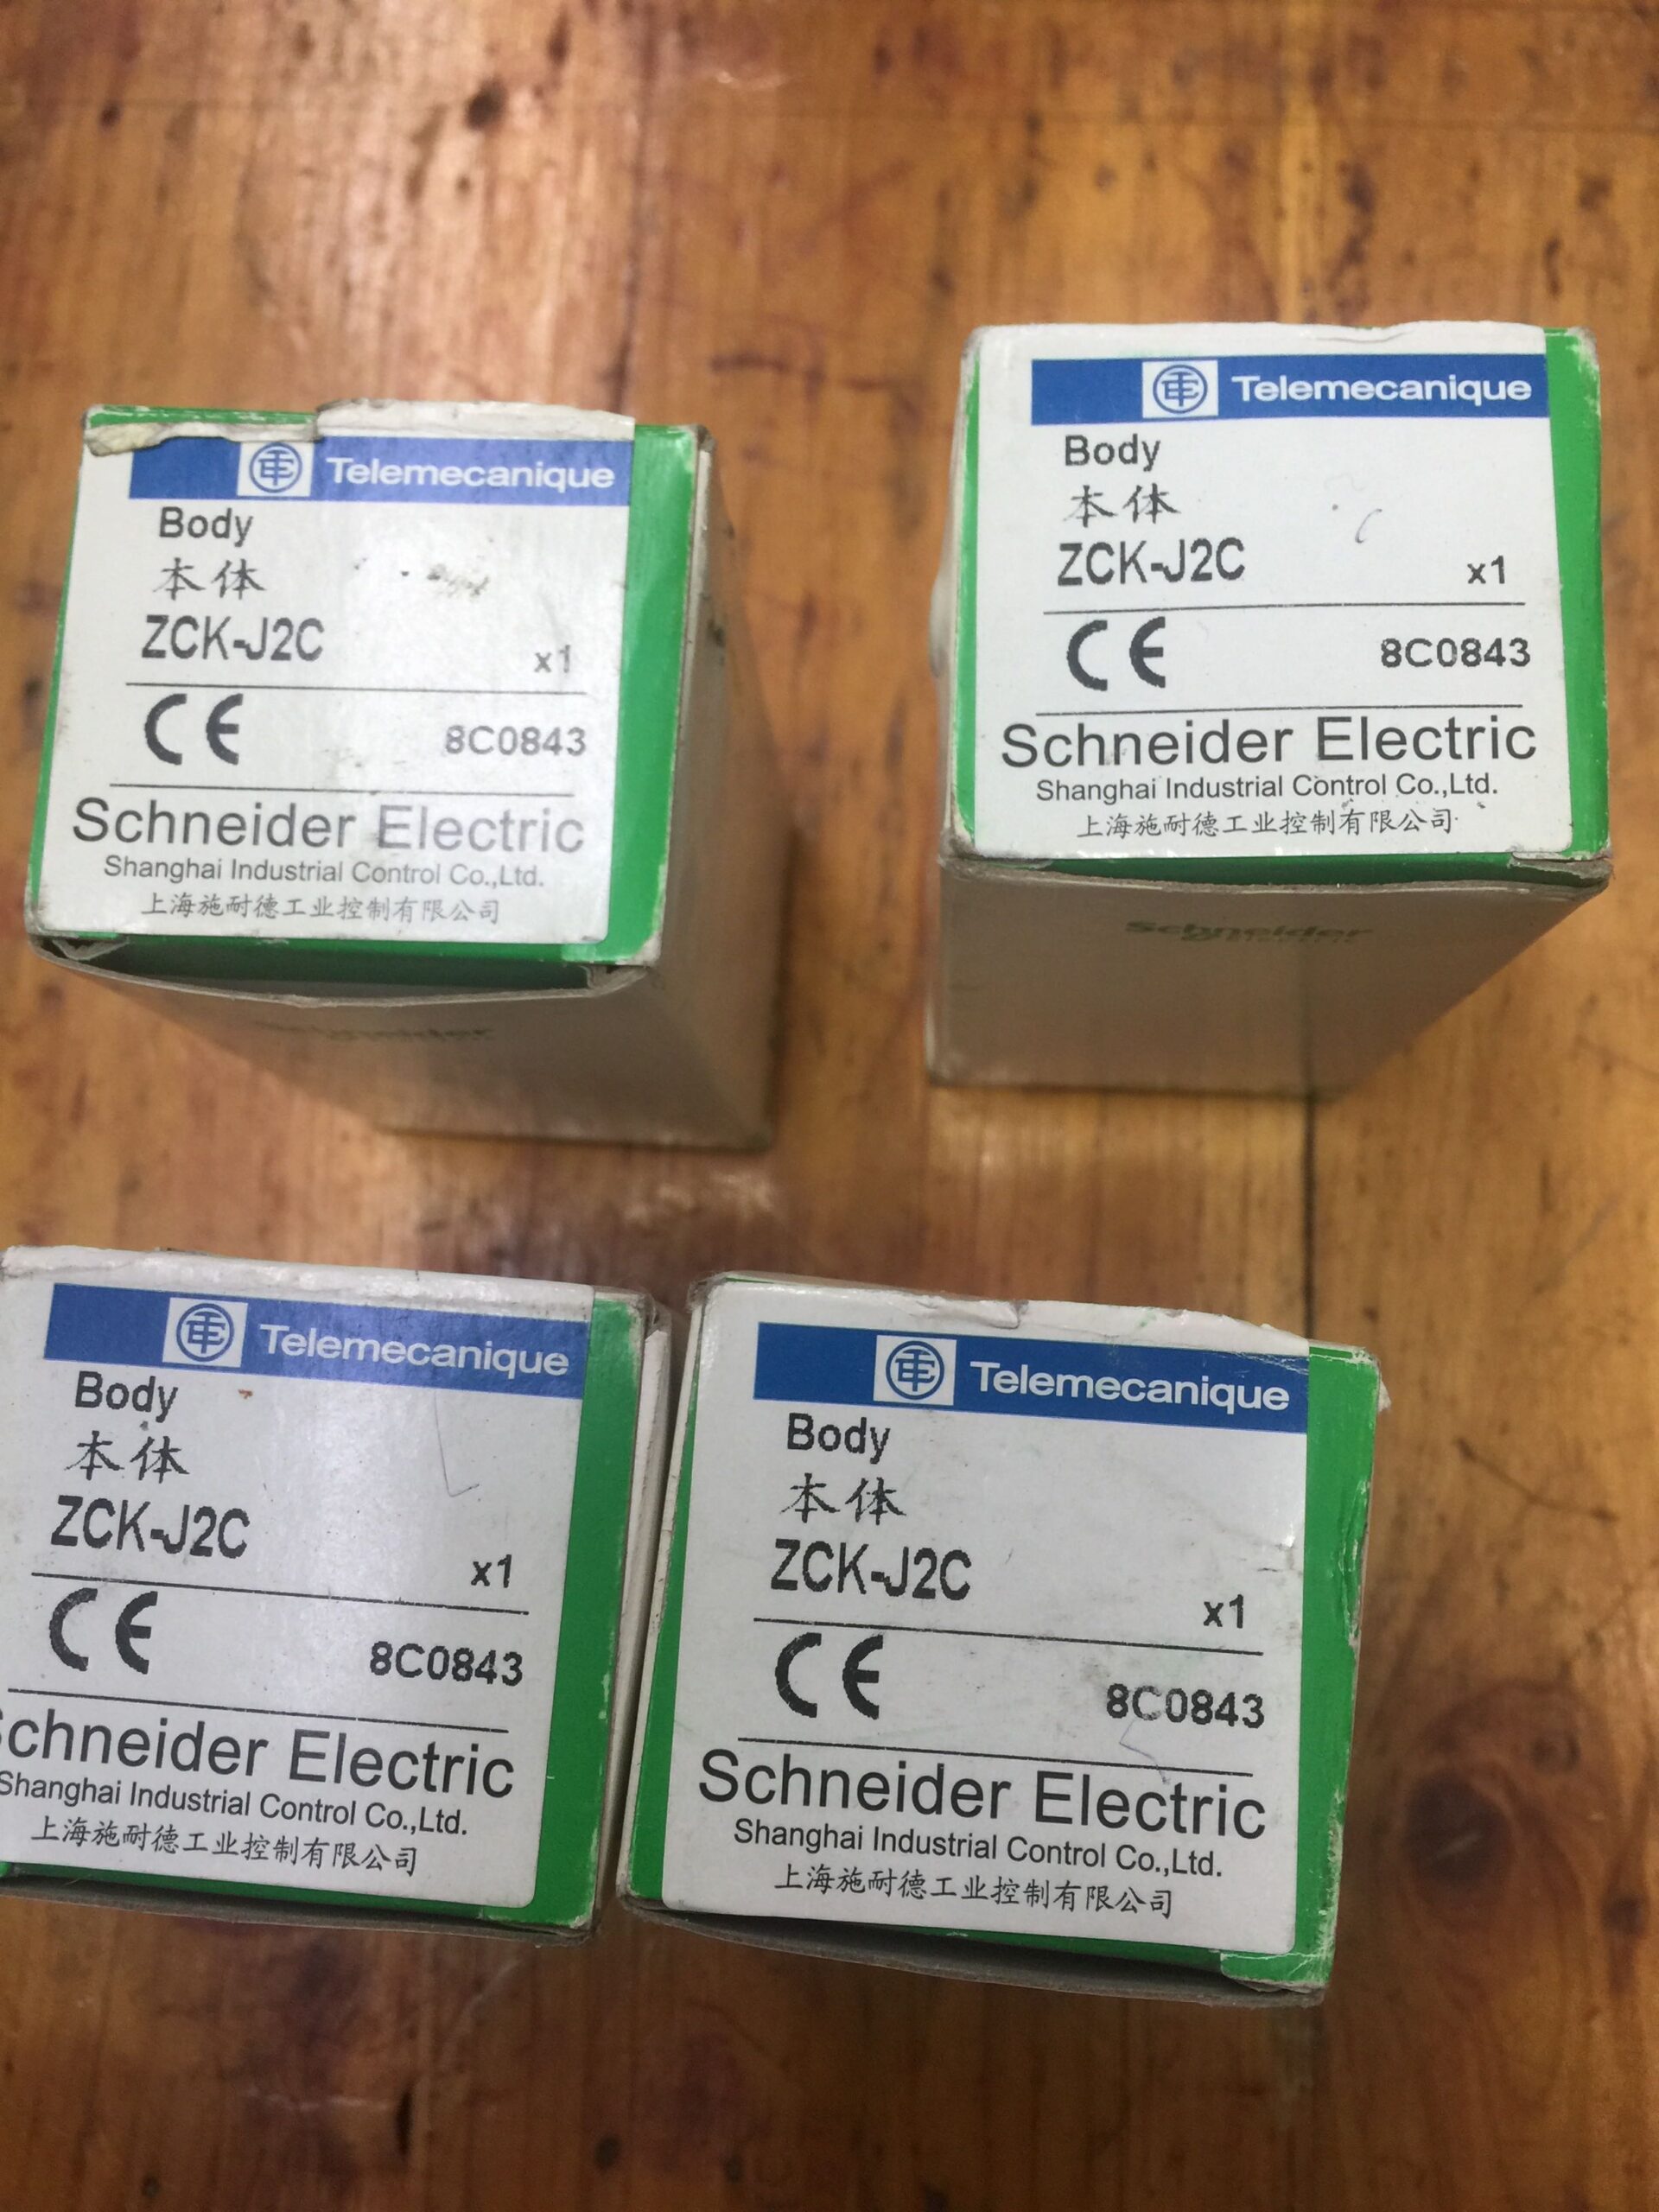 Telemecanique
Body
本体
ZCK-J2C
x1
CE
8C0843
Schneider Electric
Shanghai Industrial Control Co.,Ltd.
上海施耐德工业控制有限公司
Schneider
Telemecanique
Body
本体
ZCK-J2C
x1
CE
8C0843
Schneider Electric
Shanghai Industrial Control Co.,Ltd.
上海施耐德工业控制有限公司
Schneider
Electric
Telemecanique
Body
本体
ZCK-J2C
x1
CE
8C0843
Schneider Electric
Shanghai Industrial Control Co.,Ltd.
上海施耐德工业控制有限公司
Telemecanique
Body
本体
ZCK-J2C
x1
CE
8C0843
Schneider Electric
Shanghai Industrial Control Co.,Ltd.
上海施耐德工业控制有限公司